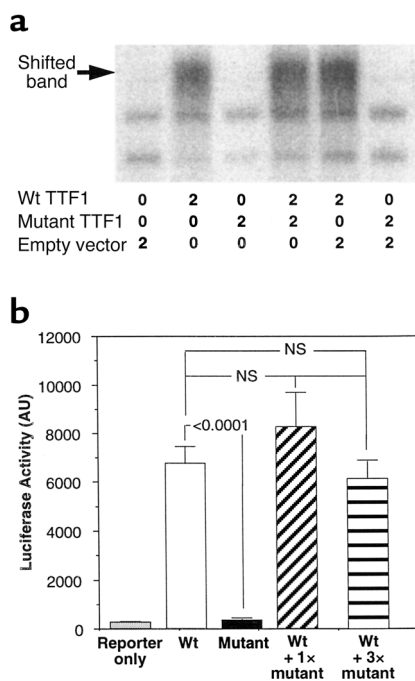 a
Shifted band
Wt TTF1 0 2 0 2 2 0
Mutant TTF1 0 0 2 2 0 2
Empty vector 2 0 0 0 2 2
b
Luciferase Activity (AU)
12000
10000
8000
6000
4000
2000
0
NS
NS
<0.0001
Reporter only
Wt
Mutant
Wt + 1× mutant
Wt + 3× mutant